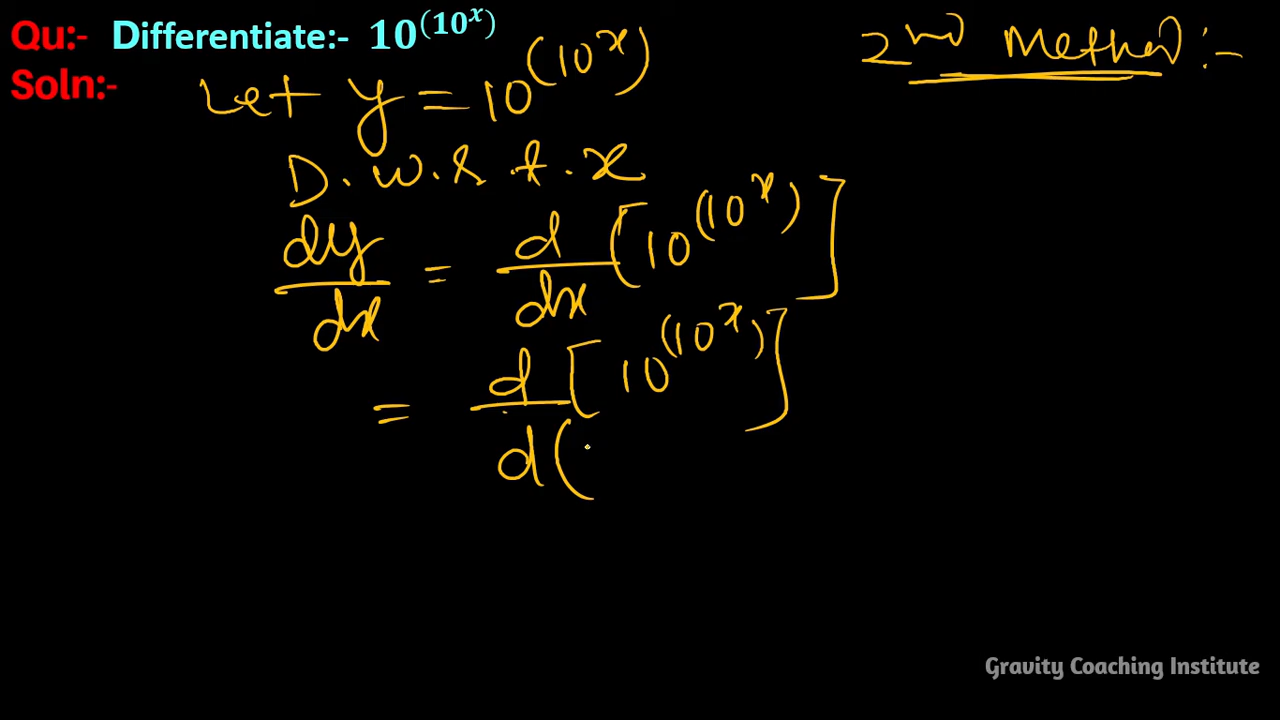 Qu:- Differentiate:- 10^(10^x)
2nd Method:-
Soln:- Let y = 10^(10^x)
D.w.r.t.x
dy/dx = d/dx [10^(10^x)]
= d/d( [10^(10^x)]
Gravity Coaching Institute